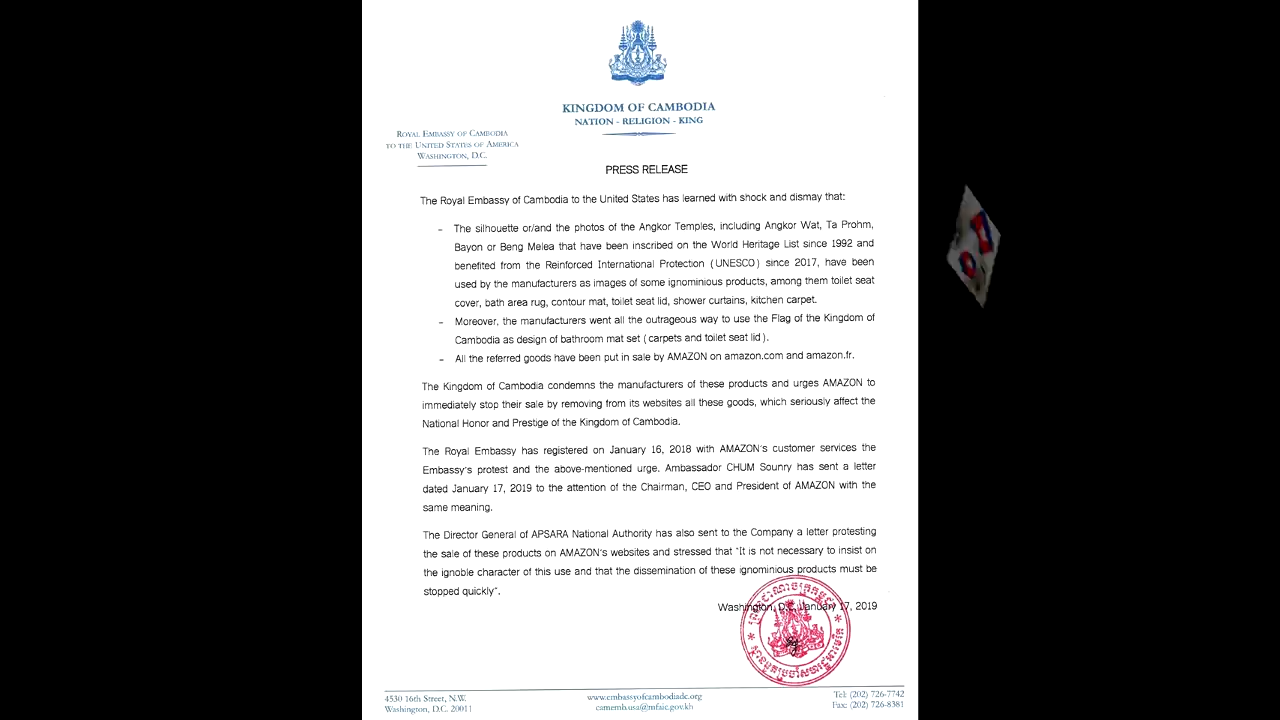 KINGDOM OF CAMBODIA
NATION - RELIGION - KING
ROYAL EMBASSY OF CAMBODIA
TO THE UNITED STATES OF AMERICA
WASHINGTON, D.C.
PRESS RELEASE
The Royal Embassy of Cambodia to the United States has learned with shock and dismay that:
- The silhouette or/and the photos of the Angkor Temples, including Angkor Wat, Ta Prohm,
Bayon or Beng Melea that have been inscribed on the World Heritage List since 1992 and
benefited from the Reinforced International Protection (UNESCO) since 2017, have been
used by the manufacturers as images of some ignominious products, among them toilet seat
cover, bath area rug, contour mat, toilet seat lid, shower curtains, kitchen carpet.
- Moreover, the manufacturers went all the outrageous way to use the Flag of the Kingdom of
Cambodia as design of bathroom mat set (carpets and toilet seat lid).
- All the referred goods have been put in sale by AMAZON on amazon.com and amazon.fr.
The Kingdom of Cambodia condemns the manufacturers of these products and urges AMAZON to
immediately stop their sale by removing from its websites all these goods, which seriously affect the
National Honor and Prestige of the Kingdom of Cambodia.
The Royal Embassy has registered on January 16, 2018 with AMAZON's customer services the
Embassy's protest and the above-mentioned urge. Ambassador CHUM Sounry has sent a letter
dated January 17, 2019 to the attention of the Chairman, CEO and President of AMAZON with the
same meaning.
The Director General of APSARA National Authority has also sent to the Company a letter protesting
the sale of these products on AMAZON's websites and stressed that "It is not necessary to insist on
the ignoble character of this use and that the dissemination of these ignominious products must be
stopped quickly".
Washington, D.C, January 17, 2019
4530 16th Street, N.W.
Washington, D.C. 20011
www.embassyofcambodiadc.org
camemb.usa@mfaic.gov.kh
Tel: (202) 726-7742
Fax: (202) 726-8381